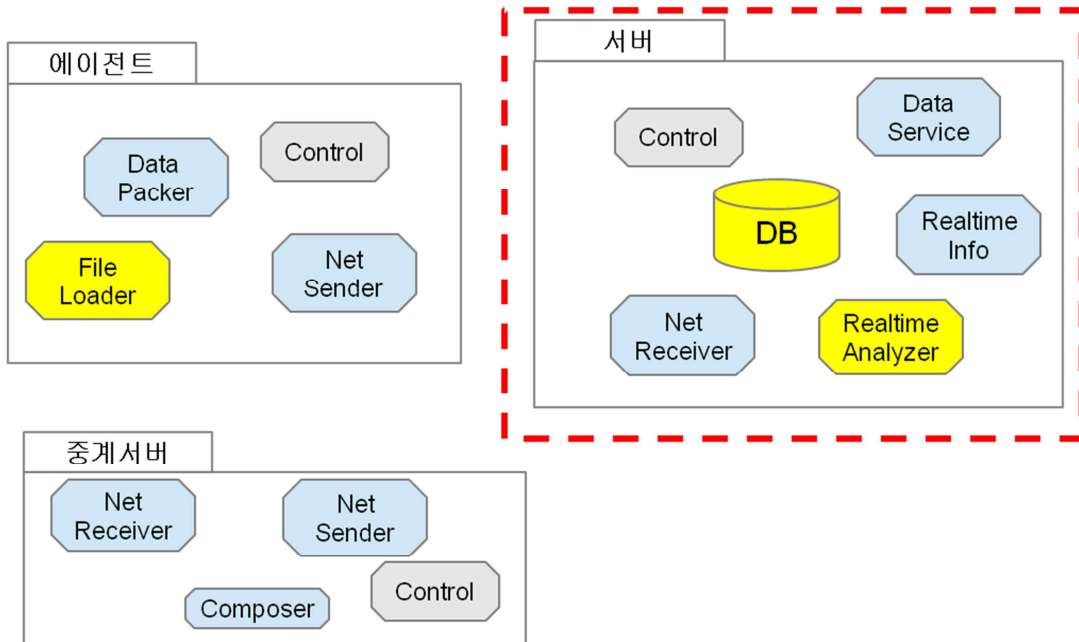 에이전트
Data
Packer
Control
File
Loader
Net
Sender
서버
Control
Data
Service
DB
Realtime
Info
Net
Receiver
Realtime
Analyzer
중계서버
Net
Receiver
Net
Sender
Composer
Control